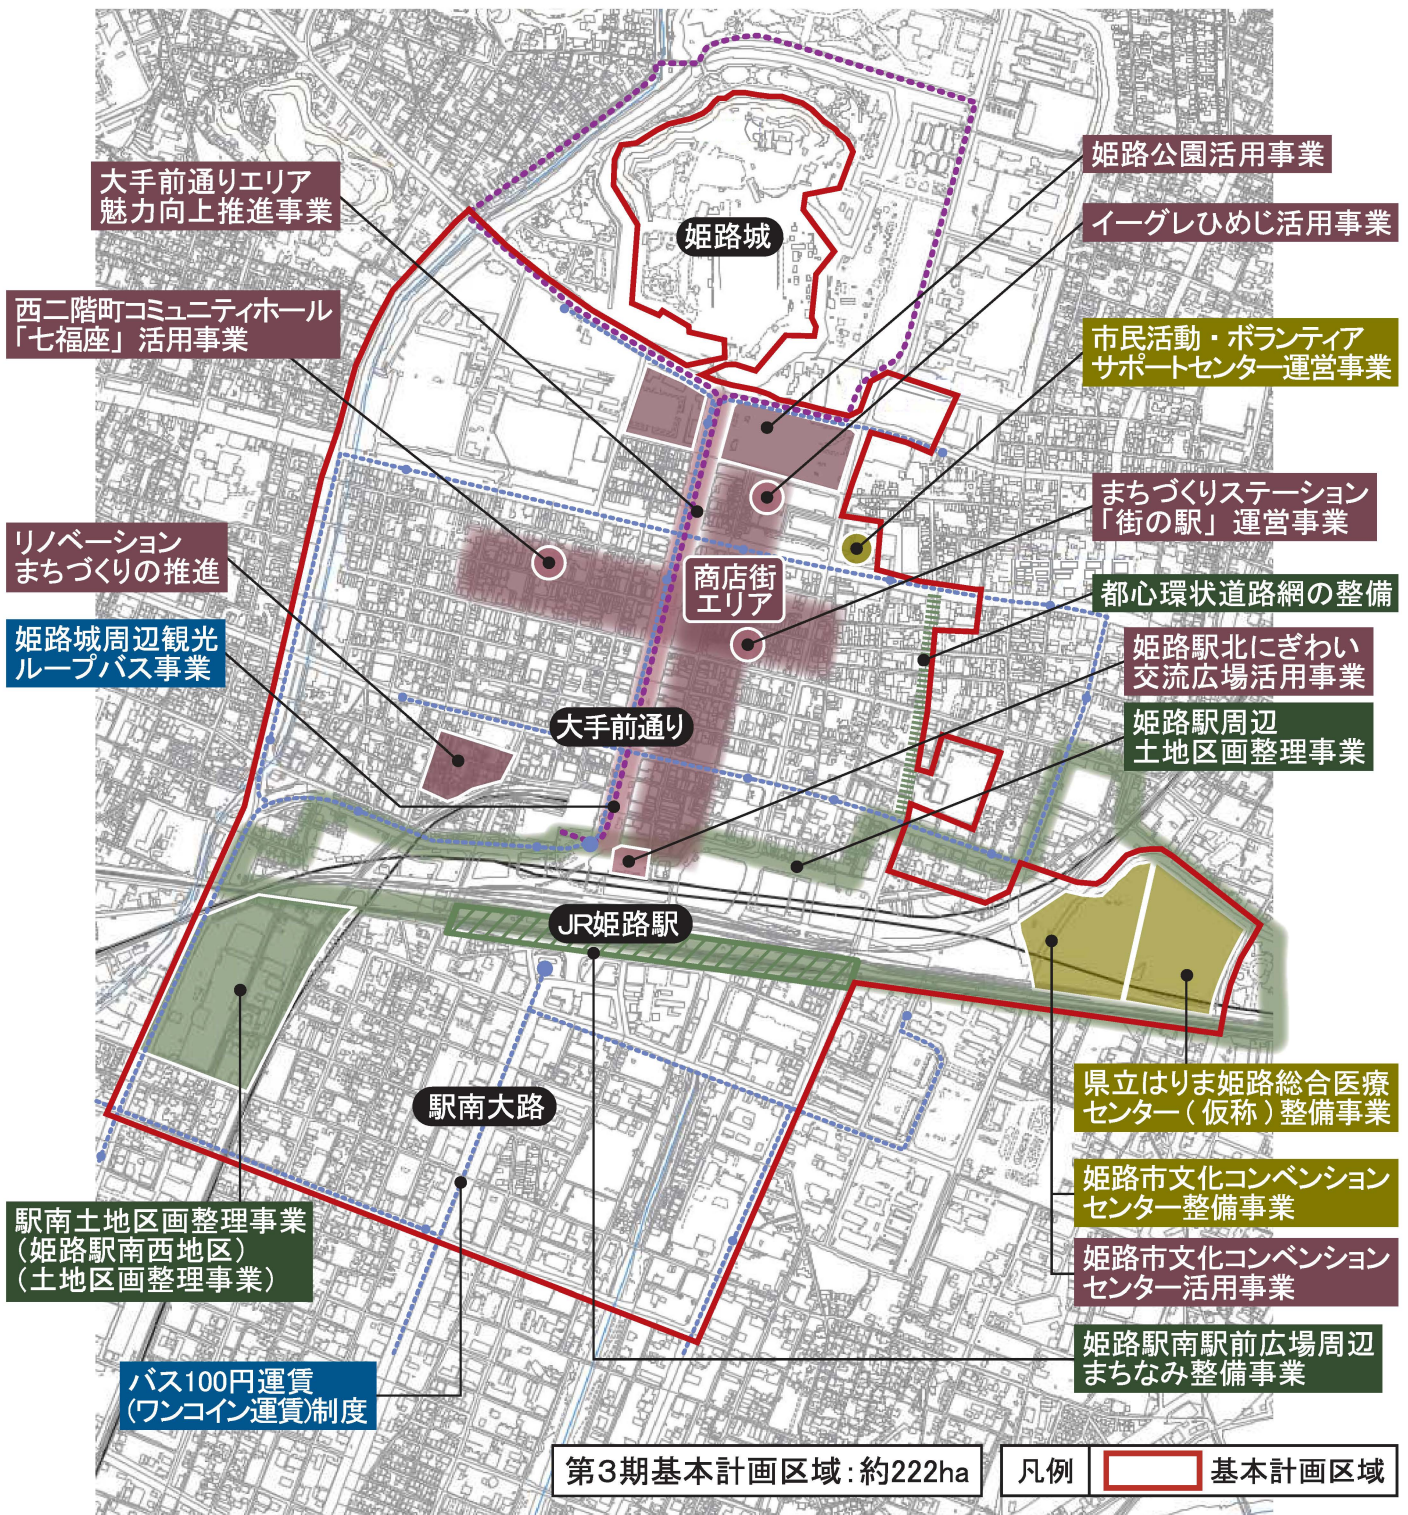 大手前通りエリア
魅力向上推進事業
西二階町コミュニティホール
「七福座」活用事業
リノベーション
まちづくりの推進
姫路城周辺観光
ループバス事業
姫路城
姫路公園活用事業
イーグレひめじ活用事業
市民活動・ボランティア
サポートセンター運営事業
まちづくりステーション
「街の駅」運営事業
都心環状道路網の整備
姫路駅北にぎわい
交流広場活用事業
姫路駅周辺
土地区画整理事業
商店街
エリア
大手前通り
JR姫路駅
駅南大路
県立はりま姫路総合医療
センター(仮称)整備事業
姫路市文化コンベンション
センター整備事業
姫路市文化コンベンション
センター活用事業
姫路駅南駅前広場周辺
まちなみ整備事業
駅南土地区画整理事業
(姫路駅南西地区)
(土地区画整理事業)
バス100円運賃
(ワンコイン運賃)制度
第3期基本計画区域:約222ha
凡例
基本計画区域